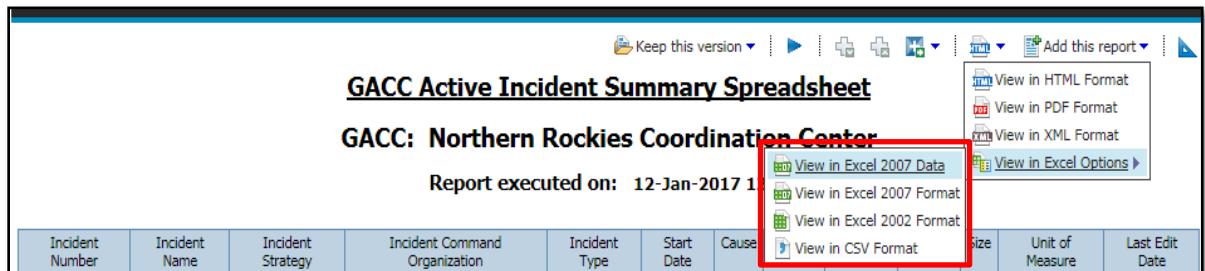 Keep this version
HTML
Add this report
GACC Active Incident Summary Spreadsheet
View in HTML Format
View in PDF Format
View in XML Format
View in Excel Options
GACC: Northern Rockies Coordination Center
Report executed on: 12-Jan-2017
View in Excel 2007 Data
View in Excel 2007 Format
View in Excel 2002 Format
View in CSV Format
Incident Number
Incident Name
Incident Strategy
Incident Command Organization
Incident Type
Start Date
Cause
Size
Unit of Measure
Last Edit Date